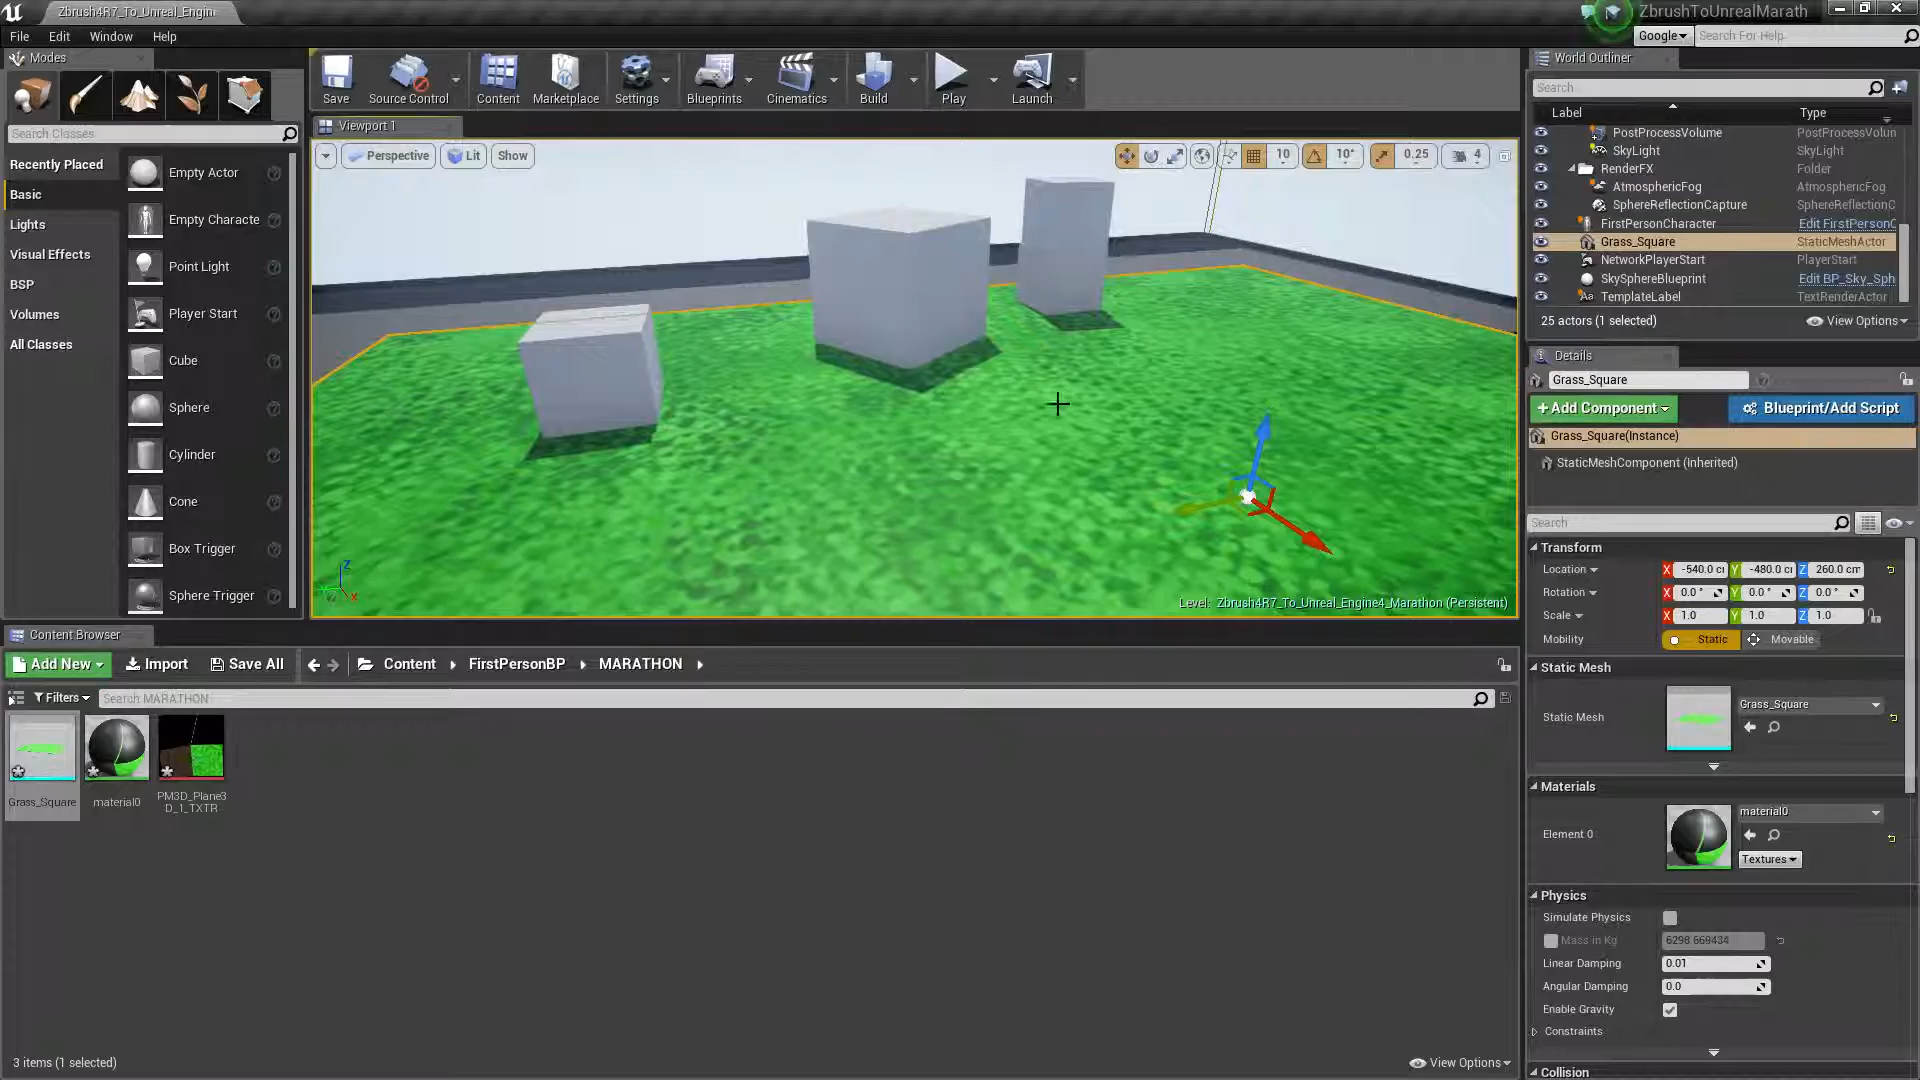 Zbrush4R7_To_Unreal_Engin
ZbrushToUnrealMarath
File Edit Window Help
Google
Search For Help
Modes
Save
Source Control
Content
Marketplace
Settings
Blueprints
Cinematics
Build
Play
Launch
Search Classes
Recently Placed
Basic
Lights
Visual Effects
BSP
Volumes
All Classes
Empty Actor
Empty Characte
Point Light
Player Start
Cube
Sphere
Cylinder
Cone
Box Trigger
Sphere Trigger
Viewport 1
Perspective
Lit
Show
10
10°
0.25
4
Z
X
Level: Zbrush4R7_To_Unreal_Engine4_Marathon (Persistent)
World Outliner
Search
Label Type
PostProcessVolume PostProcessVolun
SkyLight SkyLight
RenderFX Folder
AtmosphericFog AtmosphericFog
SphereReflectionCapture SphereReflectionC
FirstPersonCharacter Edit FirstPersonC
Grass_Square StaticMeshActor
NetworkPlayerStart PlayerStart
SkySphereBlueprint Edit BP_Sky_Sph
TemplateLabel TextRenderActor
25 actors (1 selected)
View Options
Details
Grass_Square
+Add Component
Blueprint/Add Script
Grass_Square(Instance)
StaticMeshComponent (Inherited)
Search
Transform
Location X -540.0 c Y -480.0 c Z 260.0 cm
Rotation X 0.0 ° Y 0.0 ° Z 0.0 °
Scale X 1.0 Y 1.0 Z 1.0
Mobility Static Movable
Static Mesh
Static Mesh
Grass_Square
Materials
Element 0
material0
Textures
Physics
Simulate Physics
Mass in Kg 6298.669434
Linear Damping 0.01
Angular Damping 0.0
Enable Gravity
Constraints
Collision
Content Browser
Add New
Import
Save All
Content
FirstPersonBP
MARATHON
Filters
Search MARATHON
Grass_Square
material0
PM3D_Plane3
D_1_TXTR
3 items (1 selected)
View Options